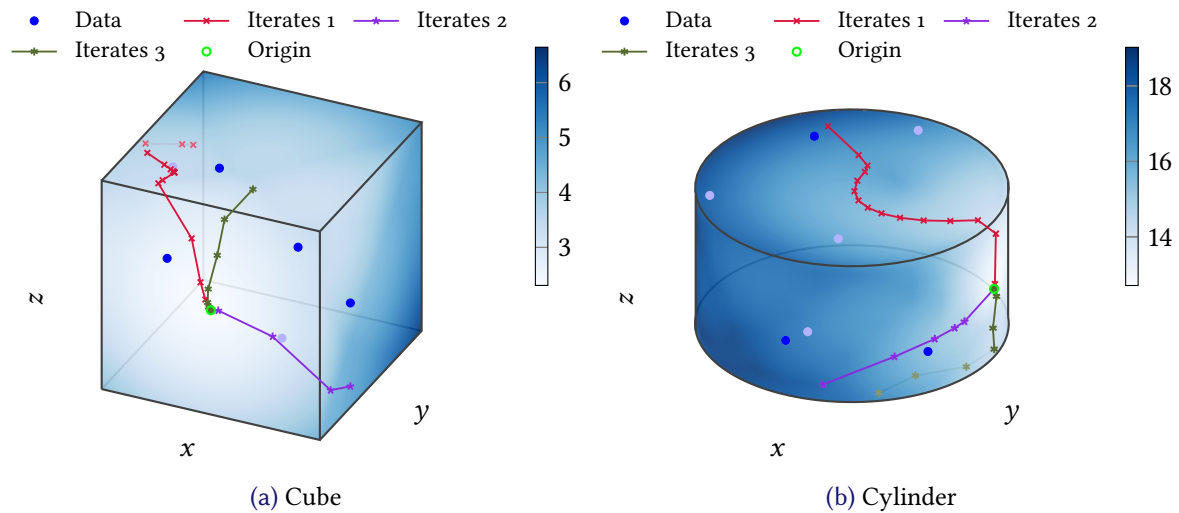 Data Iterates 1 Iterates 2
Iterates 3 Origin
6
5
4
3
z
y
x
(a) Cube
Data Iterates 1 Iterates 2
Iterates 3 Origin
18
16
14
z
y
x
(b) Cylinder